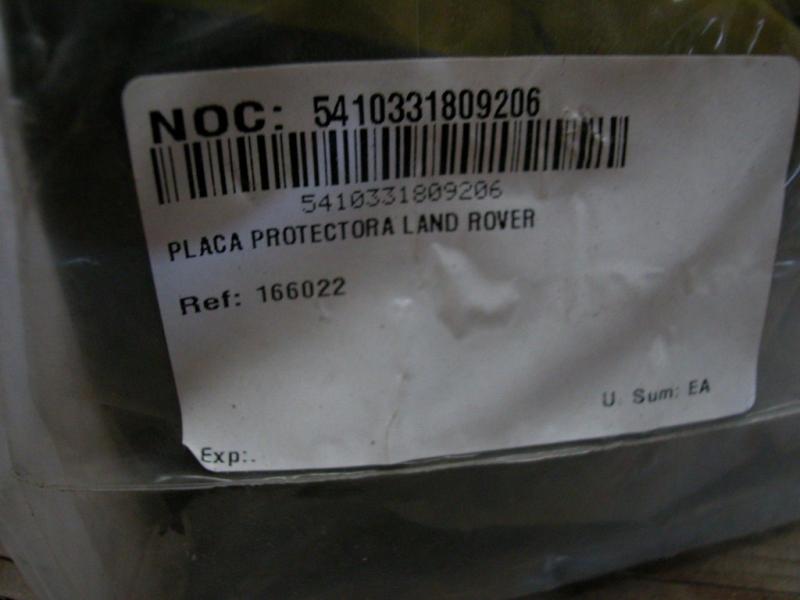 NOC: 5410331809206
5410331809206
PLACA PROTECTORA LAND ROVER
Ref: 166022
U. Sum: EA
Exp:.